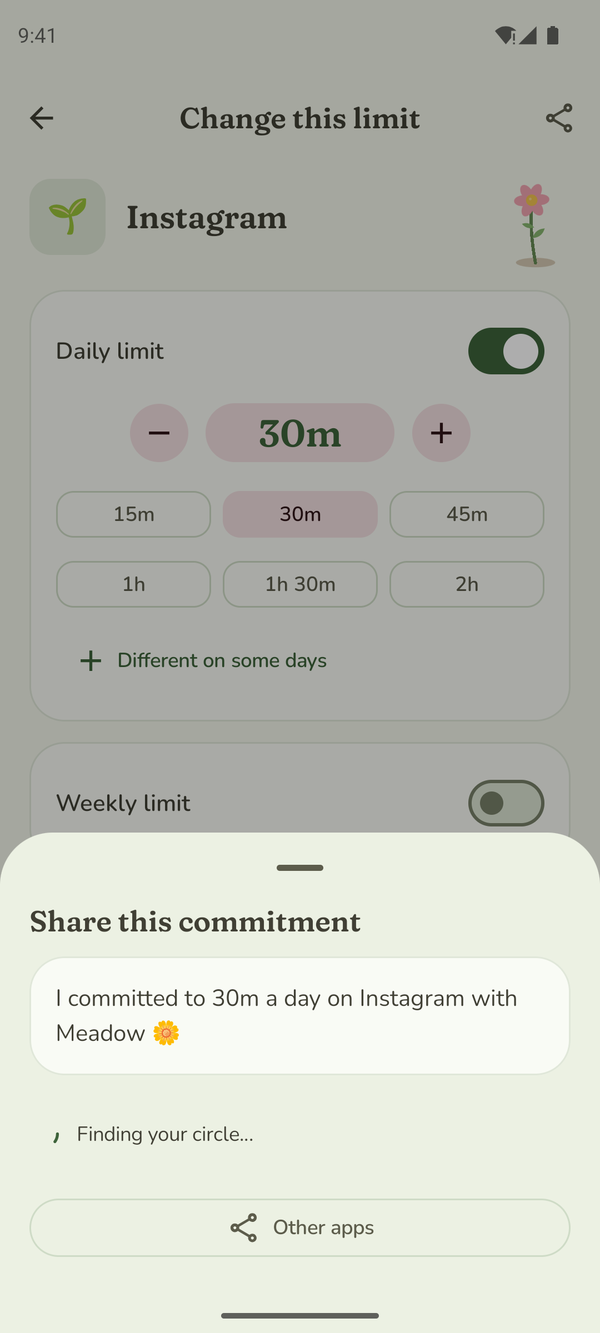 9:41
Change this limit
Instagram
Daily limit
30m
15m
30m
45m
1h
1h 30m
2h
Different on some days
Weekly limit
Share this commitment
I committed to 30m a day on Instagram with
Meadow 🌼
Finding your circle...
Other apps